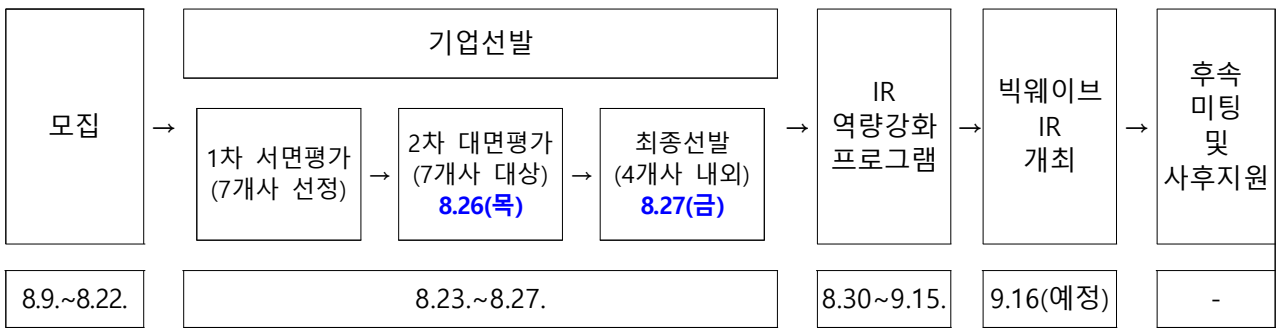 모집
→
기업선발
1차 서면평가
(7개사 선정)
→
2차 대면평가
(7개사 대상)
8.26(목)
→
최종선발
(4개사 내외)
8.27(금)
→
IR
역량강화
프로그램
→
빅웨이브
IR
개최
→
후속
미팅
및
사후지원
8.9.~8.22.
8.23.~8.27.
8.30~9.15.
9.16(예정)
-